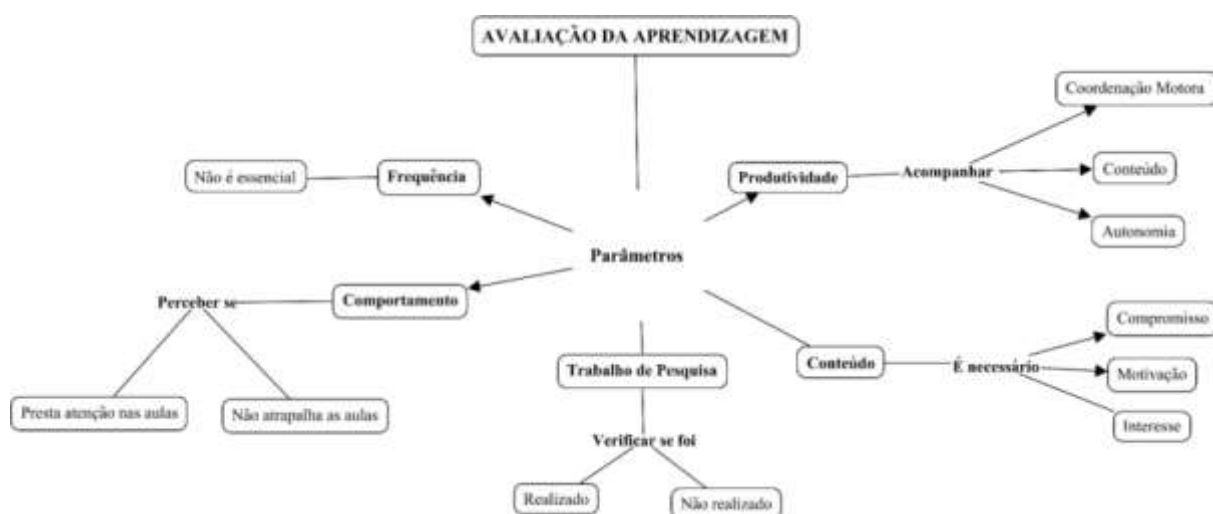 AVALIAÇÃO DA APRENDIZAGEM
Coordenação Motora
Não é essencial
Frequência
Produtividade
Acompanhar
Conteúdo
Autonomia
Parâmetros
Perceber se
Comportamento
Compromisso
Trabalho de Pesquisa
Conteúdo
É necessário
Motivação
Presta atenção nas aulas
Não atrapalha as aulas
Interesse
Verificar se foi
Realizado
Não realizado